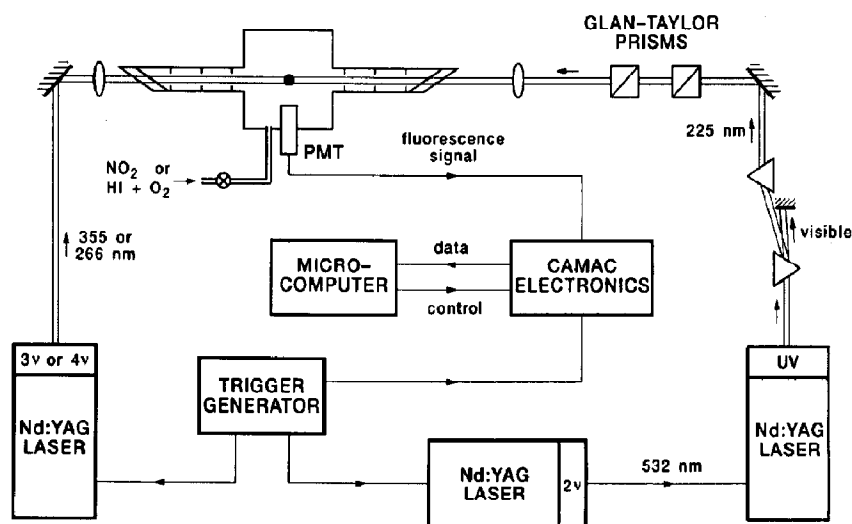 GLAN-TAYLOR
PRISMS
225 nm
PMT
fluorescence
signal
NO₂ or
HI + O₂
visible
355 or
266 nm
data
MICRO-
COMPUTER
CAMAC
ELECTRONICS
control
3ν or 4ν
UV
TRIGGER
GENERATOR
Nd:YAG
LASER
Nd:YAG
LASER
Nd:YAG
LASER
2ν
532 nm